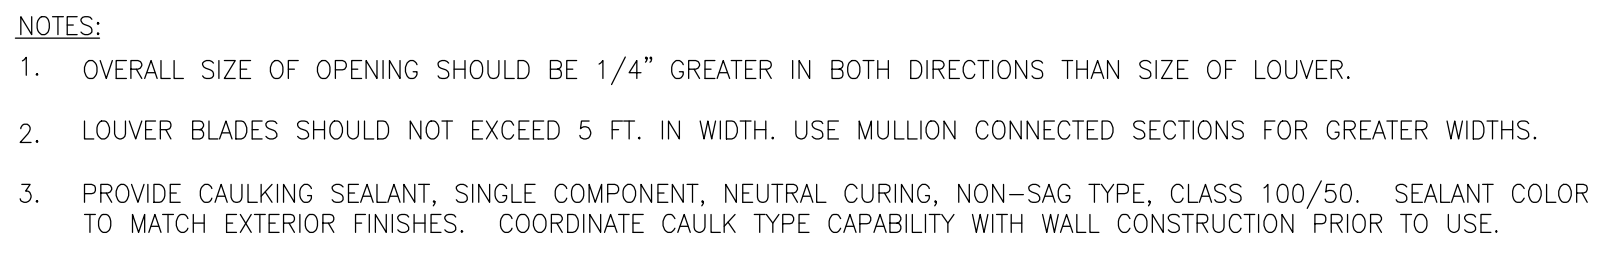 NOTES:
1. OVERALL SIZE OF OPENING SHOULD BE 1/4” GREATER IN BOTH DIRECTIONS THAN SIZE OF LOUVER.
2. LOUVER BLADES SHOULD NOT EXCEED 5 FT. IN WIDTH. USE MULLION CONNECTED SECTIONS FOR GREATER WIDTHS.
3. PROVIDE CAULKING SEALANT, SINGLE COMPONENT, NEUTRAL CURING, NON-SAG TYPE, CLASS 100/50. SEALANT COLOR
TO MATCH EXTERIOR FINISHES. COORDINATE CAULK TYPE CAPABILITY WITH WALL CONSTRUCTION PRIOR TO USE.